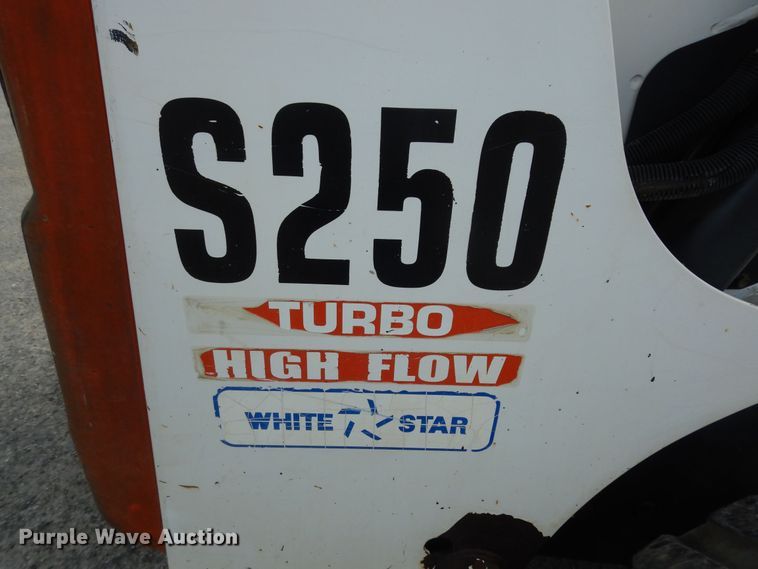 S250
TURBO
HIGH FLOW
WHITE STAR
Purple Wave Auction